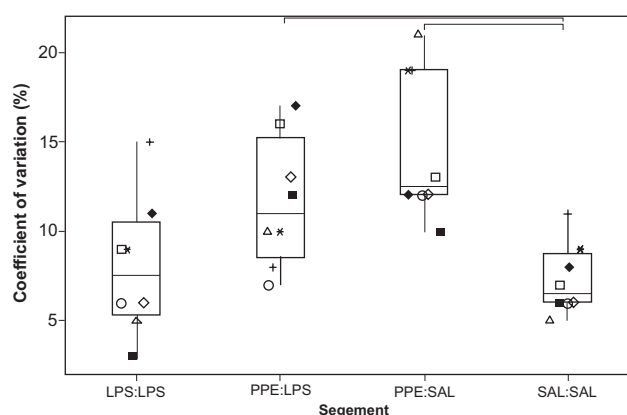 Coefficient of variation (%)
20
15
10
5
LPS:LPS PPE:LPS PPE:SAL SAL:SAL
Segement